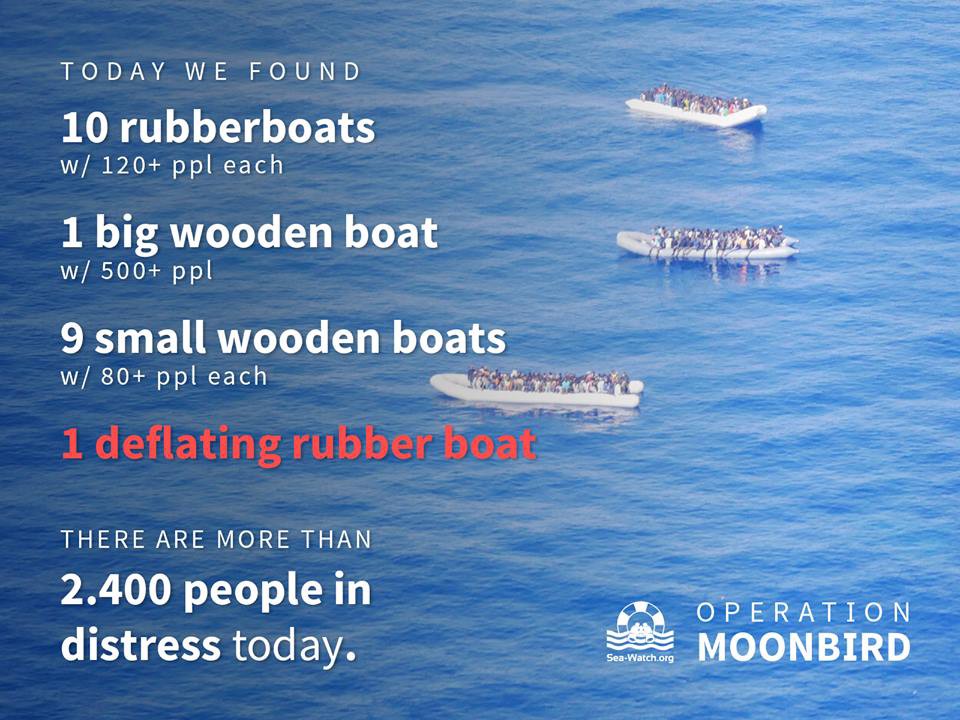 TODAY WE FOUND
10 rubberboats
w/ 120+ ppl each
1 big wooden boat
w/ 500+ ppl
9 small wooden boats
w/ 80+ ppl each
1 deflating rubber boat
THERE ARE MORE THAN
2.400 people in
distress today.
Sea-Watch.org
OPERATION
MOONBIRD